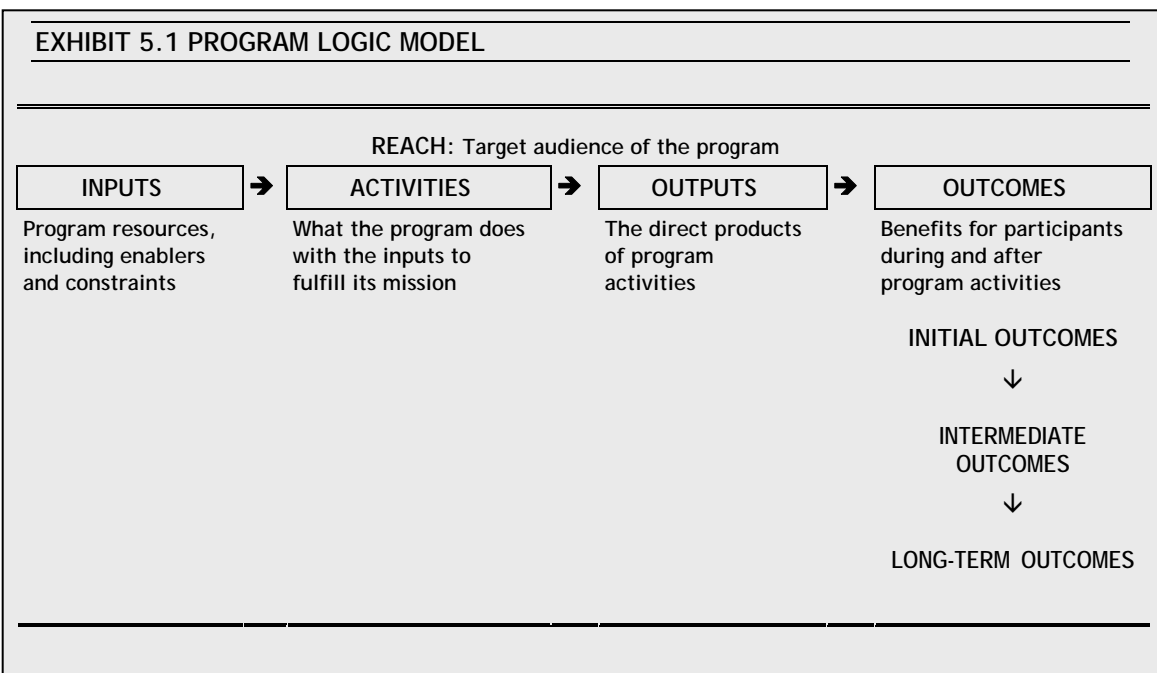 EXHIBIT 5.1 PROGRAM LOGIC MODEL
REACH: Target audience of the program
INPUTS ➔ ACTIVITIES ➔ OUTPUTS ➔ OUTCOMES
Program resources,
including enablers
and constraints
What the program does
with the inputs to
fulfill its mission
The direct products
of program
activities
Benefits for participants
during and after
program activities
INITIAL OUTCOMES
↓
INTERMEDIATE
OUTCOMES
↓
LONG-TERM OUTCOMES